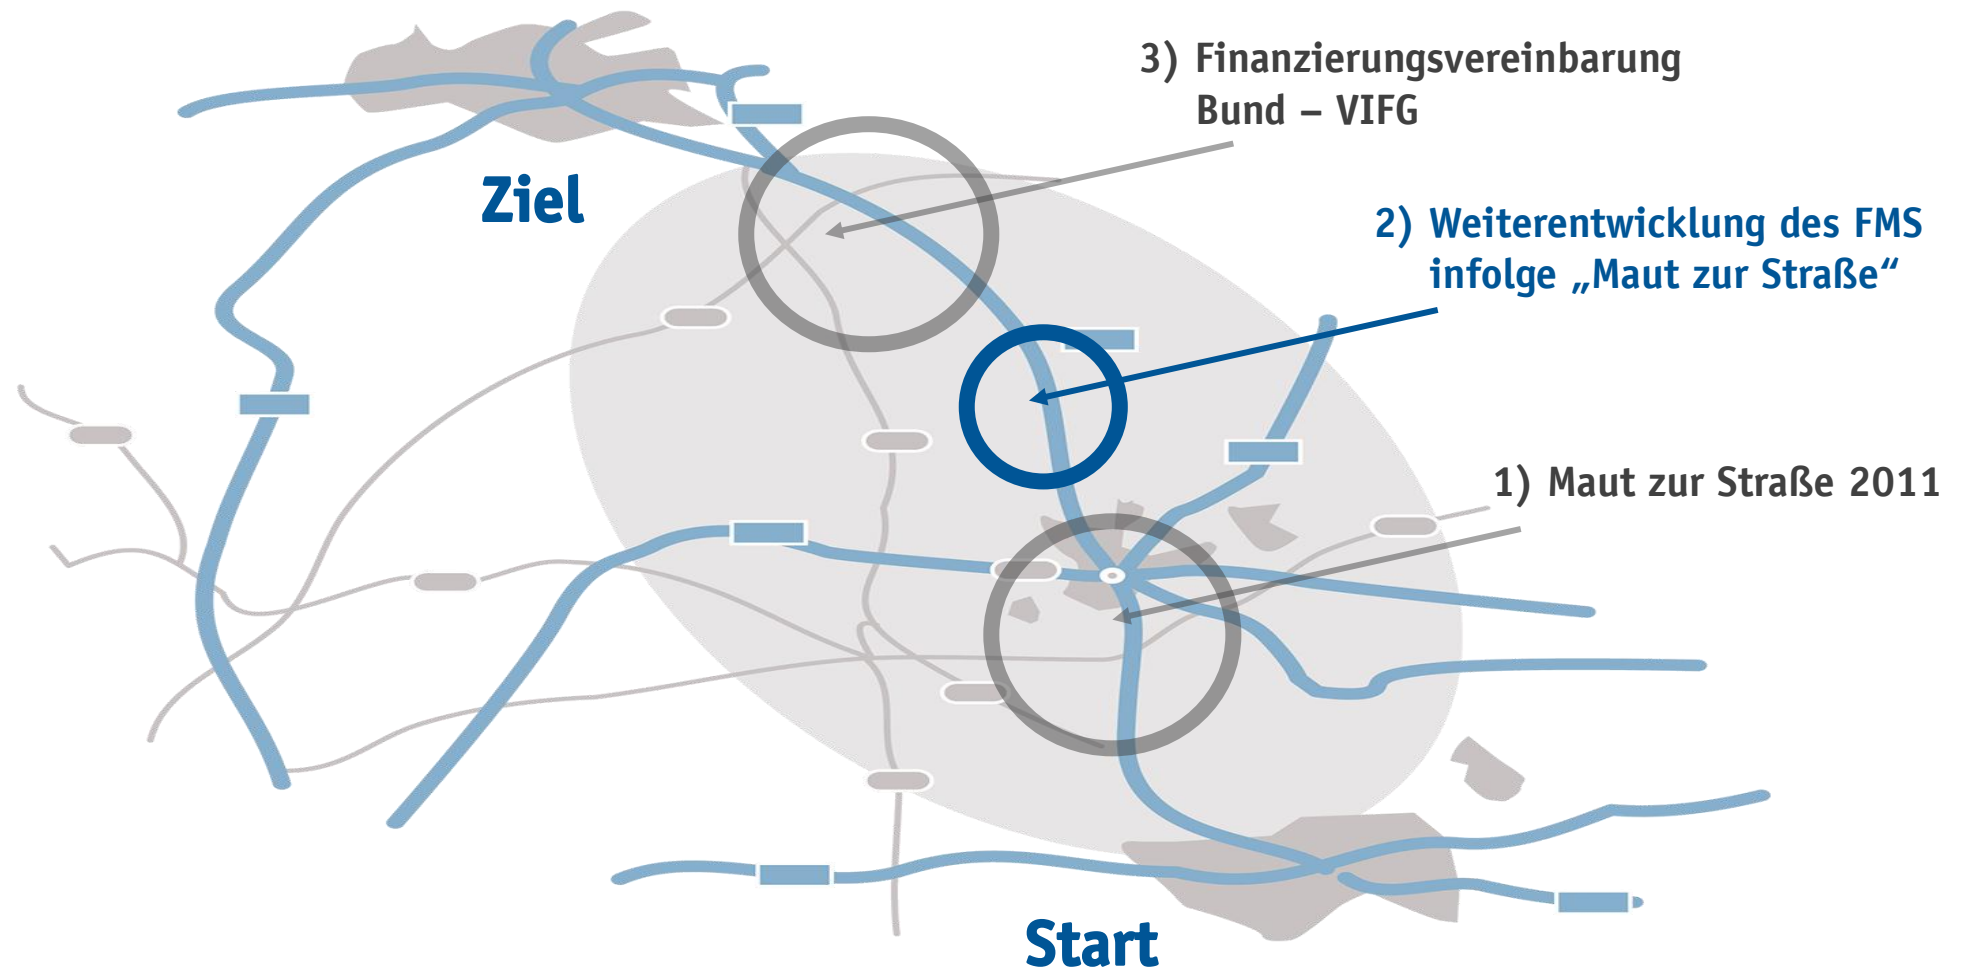 3) Finanzierungsvereinbarung
Bund – VIFG
Ziel
2) Weiterentwicklung des FMS
infolge „Maut zur Straße“
1) Maut zur Straße 2011
Start